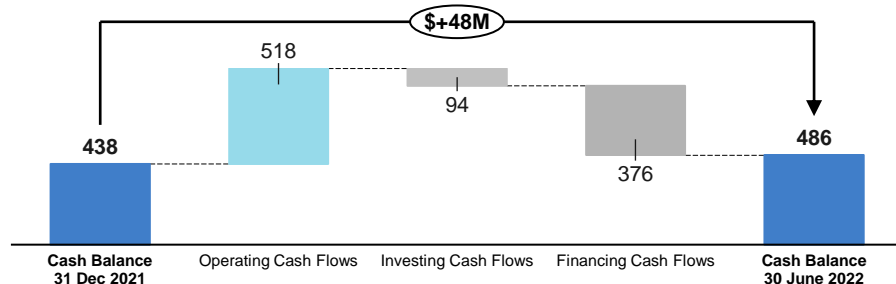 $+48M
518
94
438
376
486
Cash Balance
31 Dec 2021
Operating Cash Flows
Investing Cash Flows
Financing Cash Flows
Cash Balance
30 June 2022